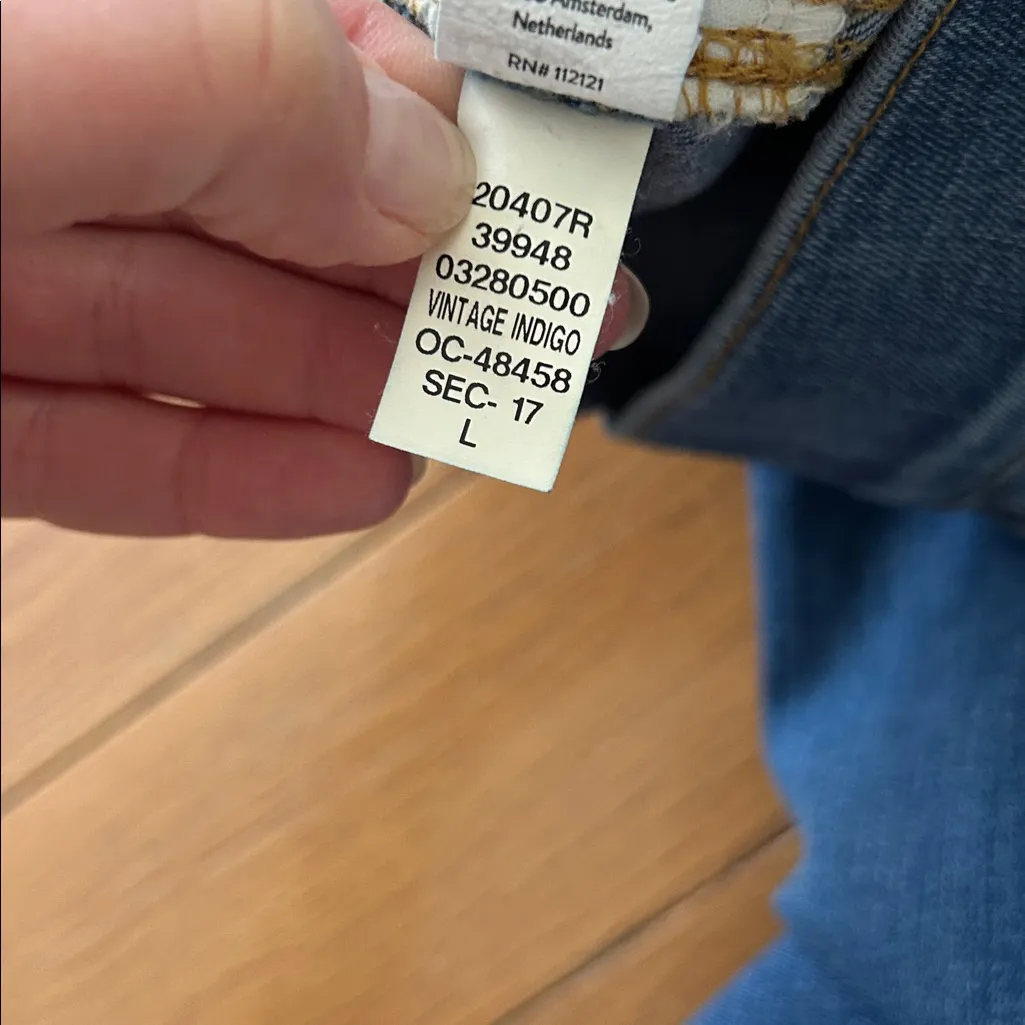 Amsterdam,
Netherlands
RN# 112121
20407R
39948
03280500
VINTAGE INDIGO
OC-48458
SEC- 17
L